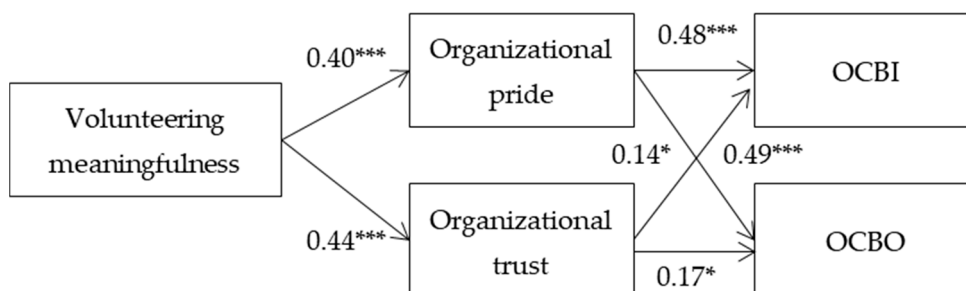 0.40***
Organizational
pride
0.48***
OCBI
Volunteering
meaningfulness
0.14*
0.49***
0.44***
Organizational
trust
0.17*
OCBO